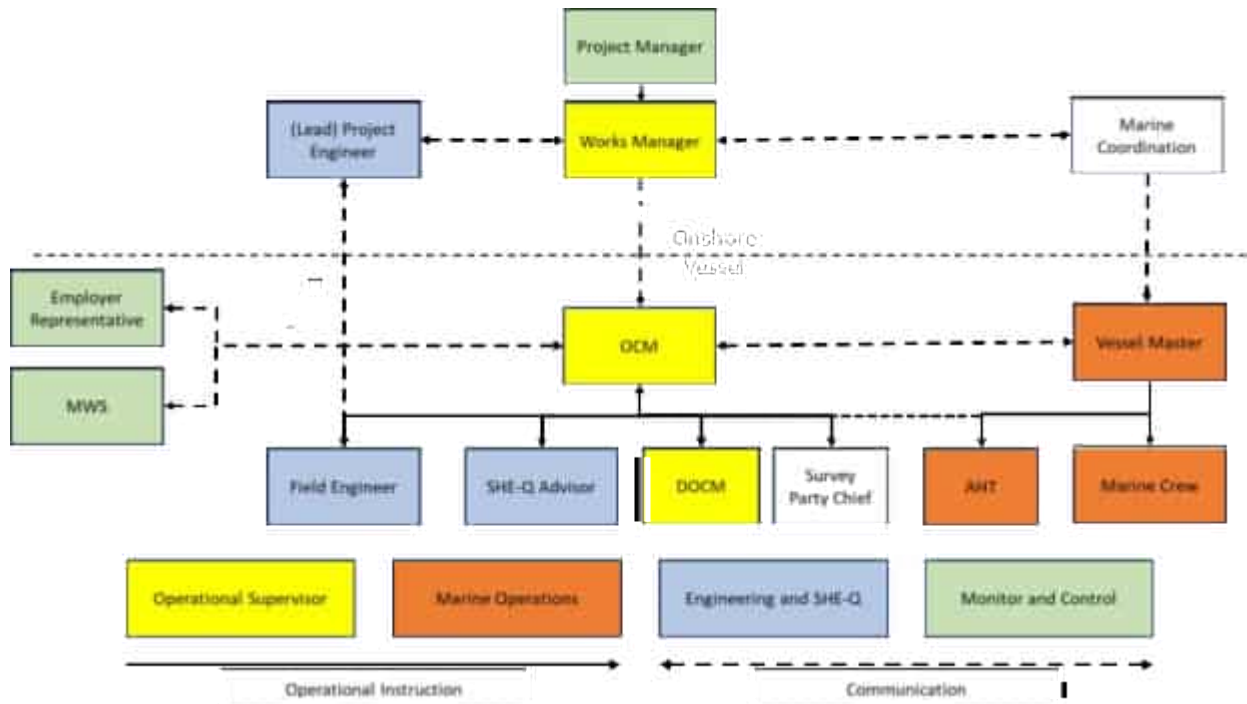 Project Manager
(Lead) Project
Engineer
Works Manager
Marine
Coordination
Onshore
Vessel
Employer
Representative
OCM
Vessel Master
MWS
Field Engineer
SHE-Q Advisor
DOCM
Survey
Party Chief
AHT
Marine Crew
Operational Supervisor
Marine Operations
Engineering and SHE-Q
Monitor and Control
Operational Instruction
Communication